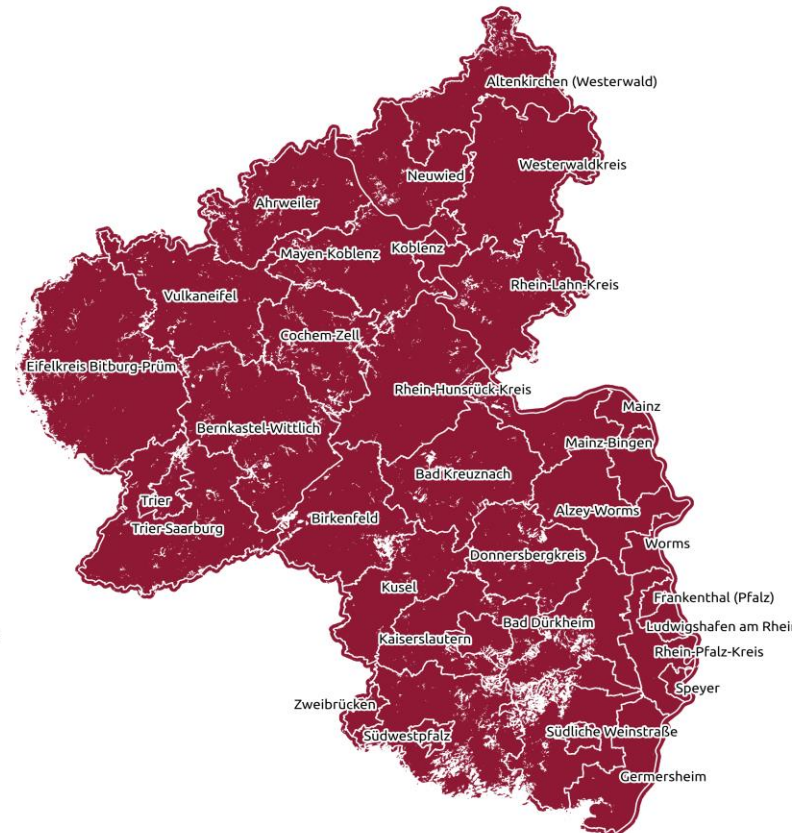 Altenkirchen (Westerwald)
Westerwaldkreis
Neuwied
Ahrweiler
Koblenz
Mayen-Koblenz
Rhein-Lahn-Kreis
Vulkaneifel
Cochem-Zell
Eifelkreis Bitburg-Prüm
Rhein-Hunsrück-Kreis
Mainz
Bernkastel-Wittlich
Mainz-Bingen
Bad Kreuznach
Trier
Alzey-Worms
Birkenfeld
Trier-Saarburg
Worms
Donnersbergkreis
Kusel
Frankenthal (Pfalz)
Bad Dürkheim
Ludwigshafen am Rhein
Kaiserslautern
Rhein-Pfalz-Kreis
Speyer
Zweibrücken
Südliche Weinstraße
Südwestpfalz
Germersheim